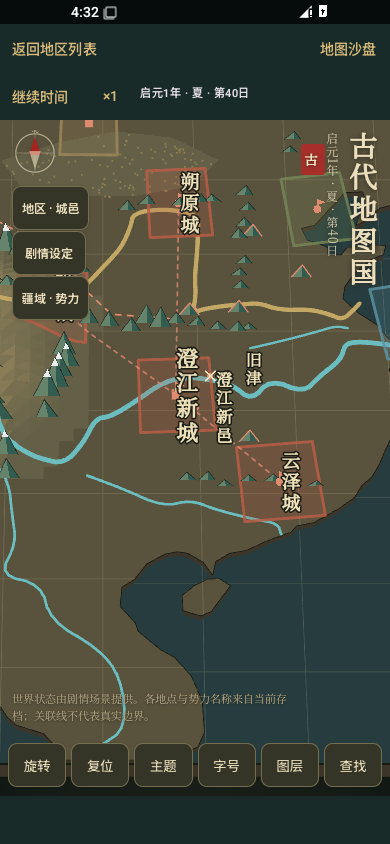 4:32
返回地区列表
地图沙盘
继续时间
×1
启元1年 · 夏 · 第40日
古代地图国
古
启元1年 · 夏 · 第40日
朔原城
地区 · 城邑
剧情设定
疆域 · 势力
旧津
澄江新城
澄江新邑
云泽城
世界状态由剧情场景提供。各地点与势力名称来自当前存
档；关联线不代表真实边界。
旋转
复位
主题
字号
图层
查找